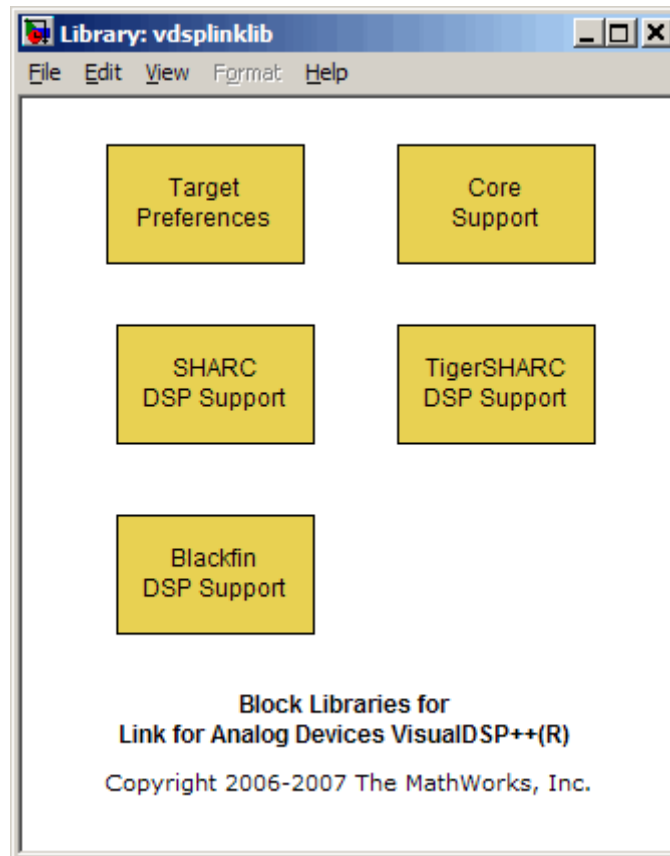 Library: vdsplinklib
File Edit View Format Help
Target
Preferences
Core
Support
SHARC
DSP Support
TigerSHARC
DSP Support
Blackfin
DSP Support
Block Libraries for
Link for Analog Devices VisualDSP++(R)
Copyright 2006-2007 The MathWorks, Inc.